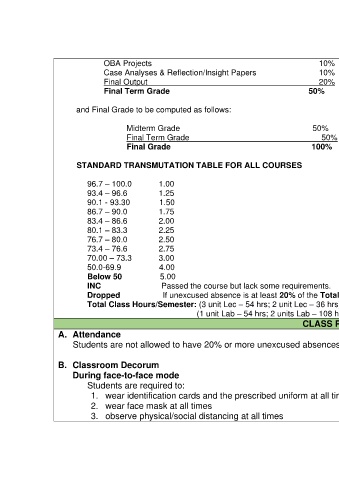 OBA Projects 10%
Case Analyses & Reflection/Insight Papers 10%
Final Output 20%
Final Term Grade 50%
and Final Grade to be computed as follows:
Midterm Grade 50%
Final Term Grade 50%
Final Grade 100%
STANDARD TRANSMUTATION TABLE FOR ALL COURSES
96.7 – 100.0 1.00
93.4 – 96.6 1.25
90.1 - 93.30 1.50
86.7 – 90.0 1.75
83.4 – 86.6 2.00
80.1 – 83.3 2.25
76.7 – 80.0 2.50
73.4 – 76.6 2.75
70.00 – 73.3 3.00
50.0-69.9 4.00
Below 50 5.00
INC Passed the course but lack some requirements.
Dropped If unexcused absence is at least 20% of the Total
Total Class Hours/Semester: (3 unit Lec – 54 hrs; 2 unit Lec – 36 hrs
(1 unit Lab – 54 hrs; 2 units Lab – 108 h
CLASS
A. Attendance
Students are not allowed to have 20% or more unexcused absences
B. Classroom Decorum
During face-to-face mode
Students are required to:
1. wear identification cards and the prescribed uniform at all
2. wear face mask at all times
3. observe physical/social distancing at all times